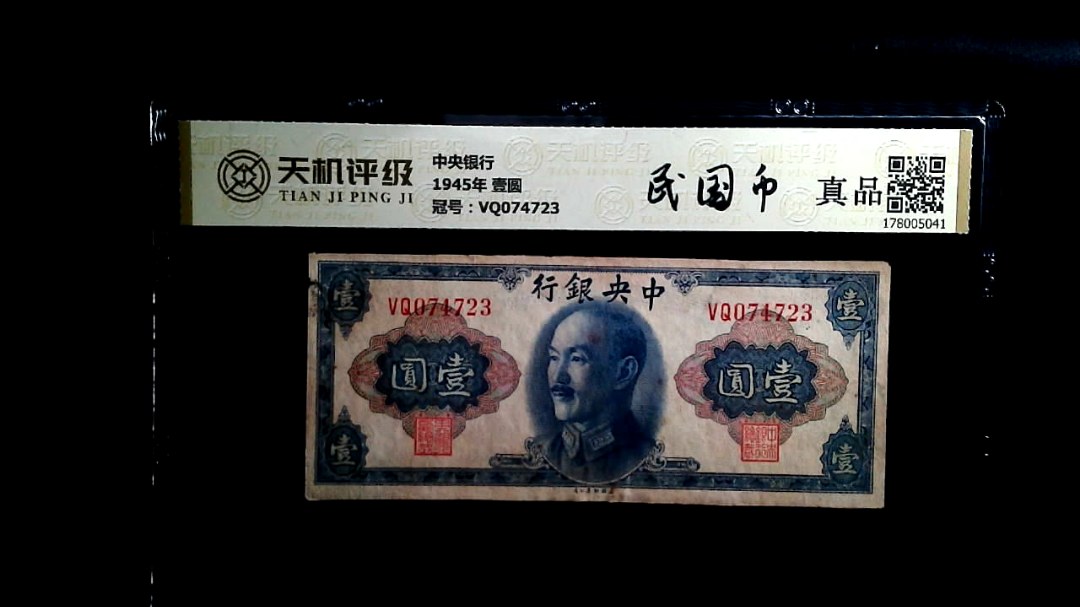 天机评级
TIAN JI PING JI
中央银行
1945年 壹圆
冠号：VQ074723
民国币
真品
178005041
行銀央中
壹
壹
VQ074723
VQ074723
圓壹
圓壹
壹
壹